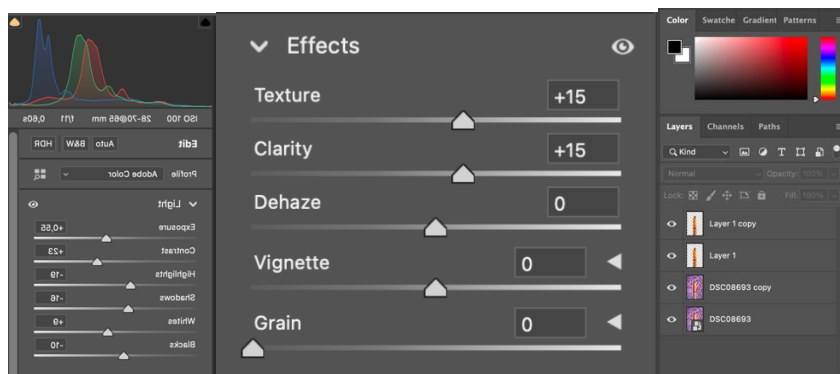 ISO 100 28-70@65 mm f/11 0,60s
Edit Auto B&W HDR
Profile Adobe Color
Light
Exposure +0,55
Contrast +23
Highlights -19
Shadows -16
Whites +9
Blacks -10
Effects
Texture +15
Clarity +15
Dehaze 0
Vignette 0
Grain 0
Color Swatche Gradient Patterns
Layers Channels Paths
Kind
Normal Opacity: 100%
Lock: Fill: 100%
Layer 1 copy
Layer 1
DSC08693 copy
DSC08693